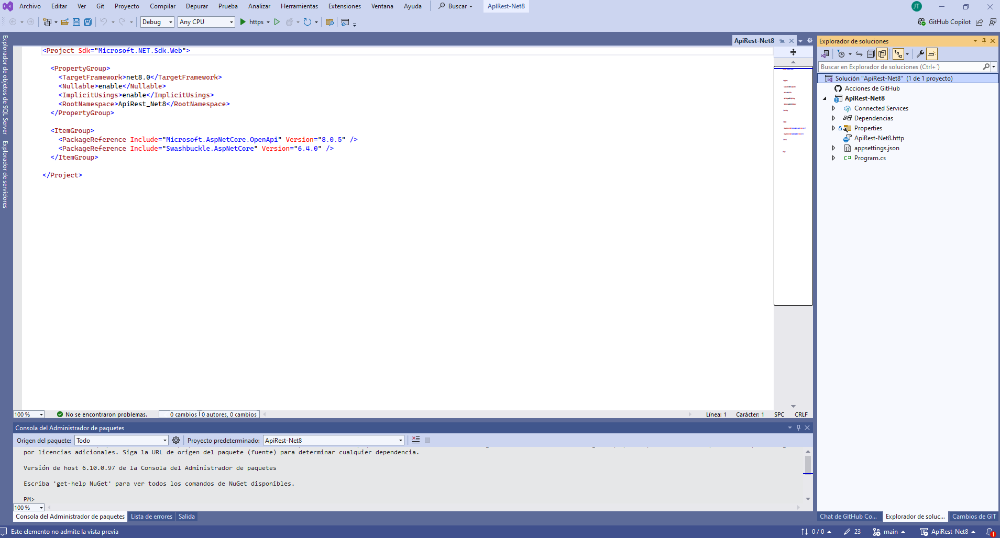 Archivo Editar Ver Git Proyecto Compilar Depurar Prueba Analizar Herramientas Extensiones Ventana Ayuda Buscar ApiRest-Net8 JT
Debug Any CPU https GitHub Copilot
Explorador de objetos de SQL Server
Explorador de servidores
ApiRest-Net8
<Project Sdk="Microsoft.NET.Sdk.Web">
<PropertyGroup>
<TargetFramework>net8.0</TargetFramework>
<Nullable>enable</Nullable>
<ImplicitUsings>enable</ImplicitUsings>
<RootNamespace>ApiRest_Net8</RootNamespace>
</PropertyGroup>
<ItemGroup>
<PackageReference Include="Microsoft.AspNetCore.OpenApi" Version="8.0.5" />
<PackageReference Include="Swashbuckle.AspNetCore" Version="6.4.0" />
</ItemGroup>
</Project>
100 % No se encontraron problemas. 0 cambios | 0 autores, 0 cambios Línea: 1 Carácter: 1 SPC CRLF
Explorador de soluciones
Buscar en Explorador de soluciones (Ctrl+´)
Solución "ApiRest-Net8" (1 de 1 proyecto)
Acciones de GitHub
ApiRest-Net8
Connected Services
Dependencias
Properties
ApiRest-Net8.http
appsettings.json
C# Program.cs
Consola del Administrador de paquetes
Origen del paquete: Todo Proyecto predeterminado: ApiRest-Net8
por licencias adicionales. Siga la URL de origen del paquete (fuente) para determinar cualquier dependencia.
Versión de host 6.10.0.97 de la Consola del Administrador de paquetes
Escriba 'get-help NuGet' para ver todos los comandos de NuGet disponibles.
PM>
100 %
Consola del Administrador de paquetes Lista de errores Salida
Chat de GitHub Co... Explorador de soluc... Cambios de GIT
Este elemento no admite la vista previa 0 / 0 23 main ApiRest-Net8 1